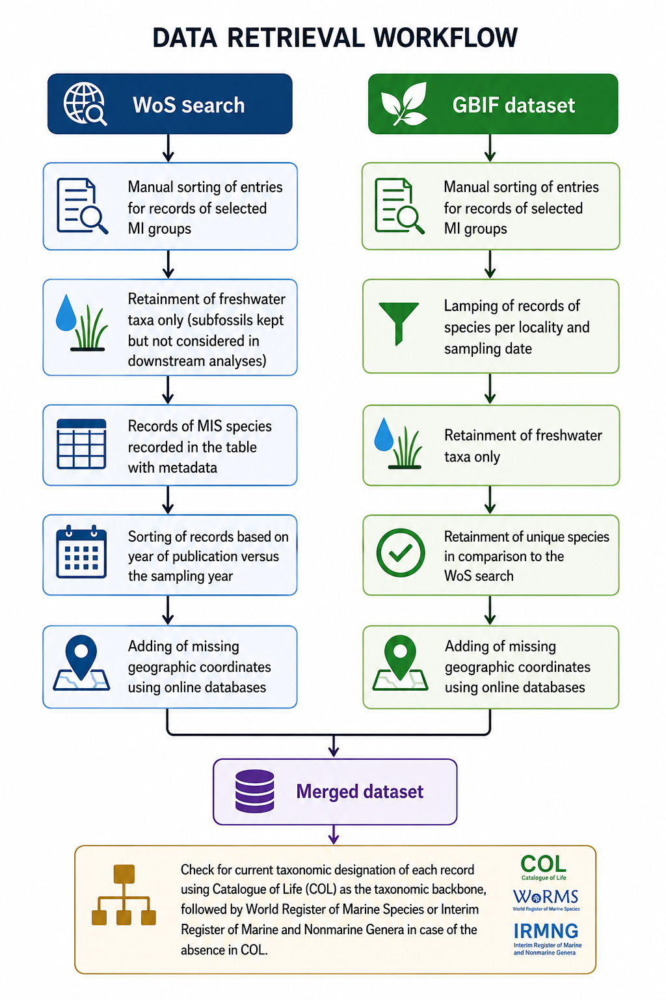 DATA RETRIEVAL WORKFLOW
WoS search
Manual sorting of entries
for records of selected
MI groups
Retainment of freshwater
taxa only (subfossils kept
but not considered in
downstream analyses)
Records of MIS species
recorded in the table
with metadata
Sorting of records based on
year of publication versus
the sampling year
Adding of missing
geographic coordinates
using online databases
GBIF dataset
Manual sorting of entries
for records of selected
MI groups
Lamping of records of
species per locality and
sampling date
Retainment of freshwater
taxa only
Retainment of unique species
in comparison to the
WoS search
Adding of missing
geographic coordinates
using online databases
Merged dataset
Check for current taxonomic designation of each record
using Catalogue of Life (COL) as the taxonomic backbone,
followed by World Register of Marine Species or Interim
Register of Marine and Nonmarine Genera in case of the
absence in COL.
COL
Catalogue of Life
WoRMS
World Register of Marine Species
IRMNG
Interim Register of Marine
and Nonmarine Genera